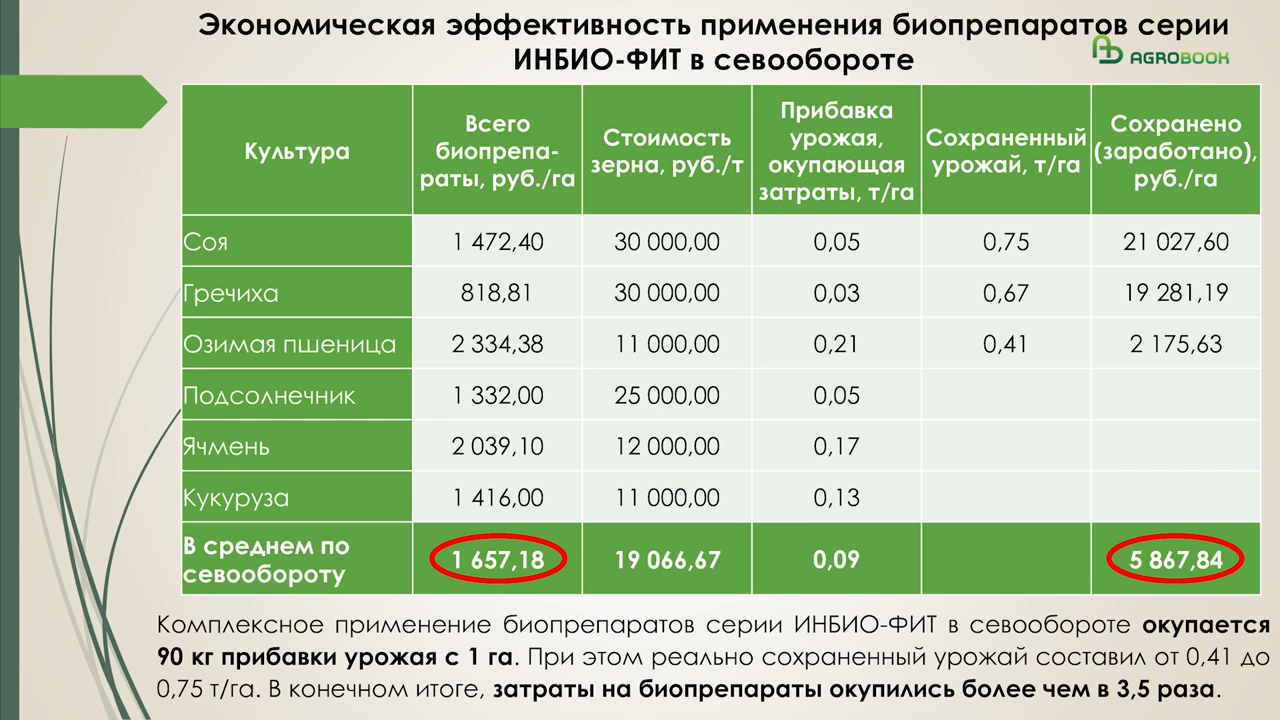 Экономическая эффективность применения биопрепаратов серии
ИНБИО-ФИТ в севообороте
AGROBOOK
Культура
Всего
биопрепа-
раты, руб./га
Стоимость
зерна, руб./т
Прибавка
урожая,
окупающая
затраты, т/га
Сохраненный
урожай, т/га
Сохранено
(заработано),
руб./га
Соя 1 472,40 30 000,00 0,05 0,75 21 027,60
Гречиха 818,81 30 000,00 0,03 0,67 19 281,19
Озимая пшеница 2 334,38 11 000,00 0,21 0,41 2 175,63
Подсолнечник 1 332,00 25 000,00 0,05
Ячмень 2 039,10 12 000,00 0,17
Кукуруза 1 416,00 11 000,00 0,13
В среднем по
севообороту 1 657,18 19 066,67 0,09 5 867,84
Комплексное применение биопрепаратов серии ИНБИО-ФИТ в севообороте окупается
90 кг прибавки урожая с 1 га. При этом реально сохраненный урожай составил от 0,41 до
0,75 т/га. В конечном итоге, затраты на биопрепараты окупились более чем в 3,5 раза.